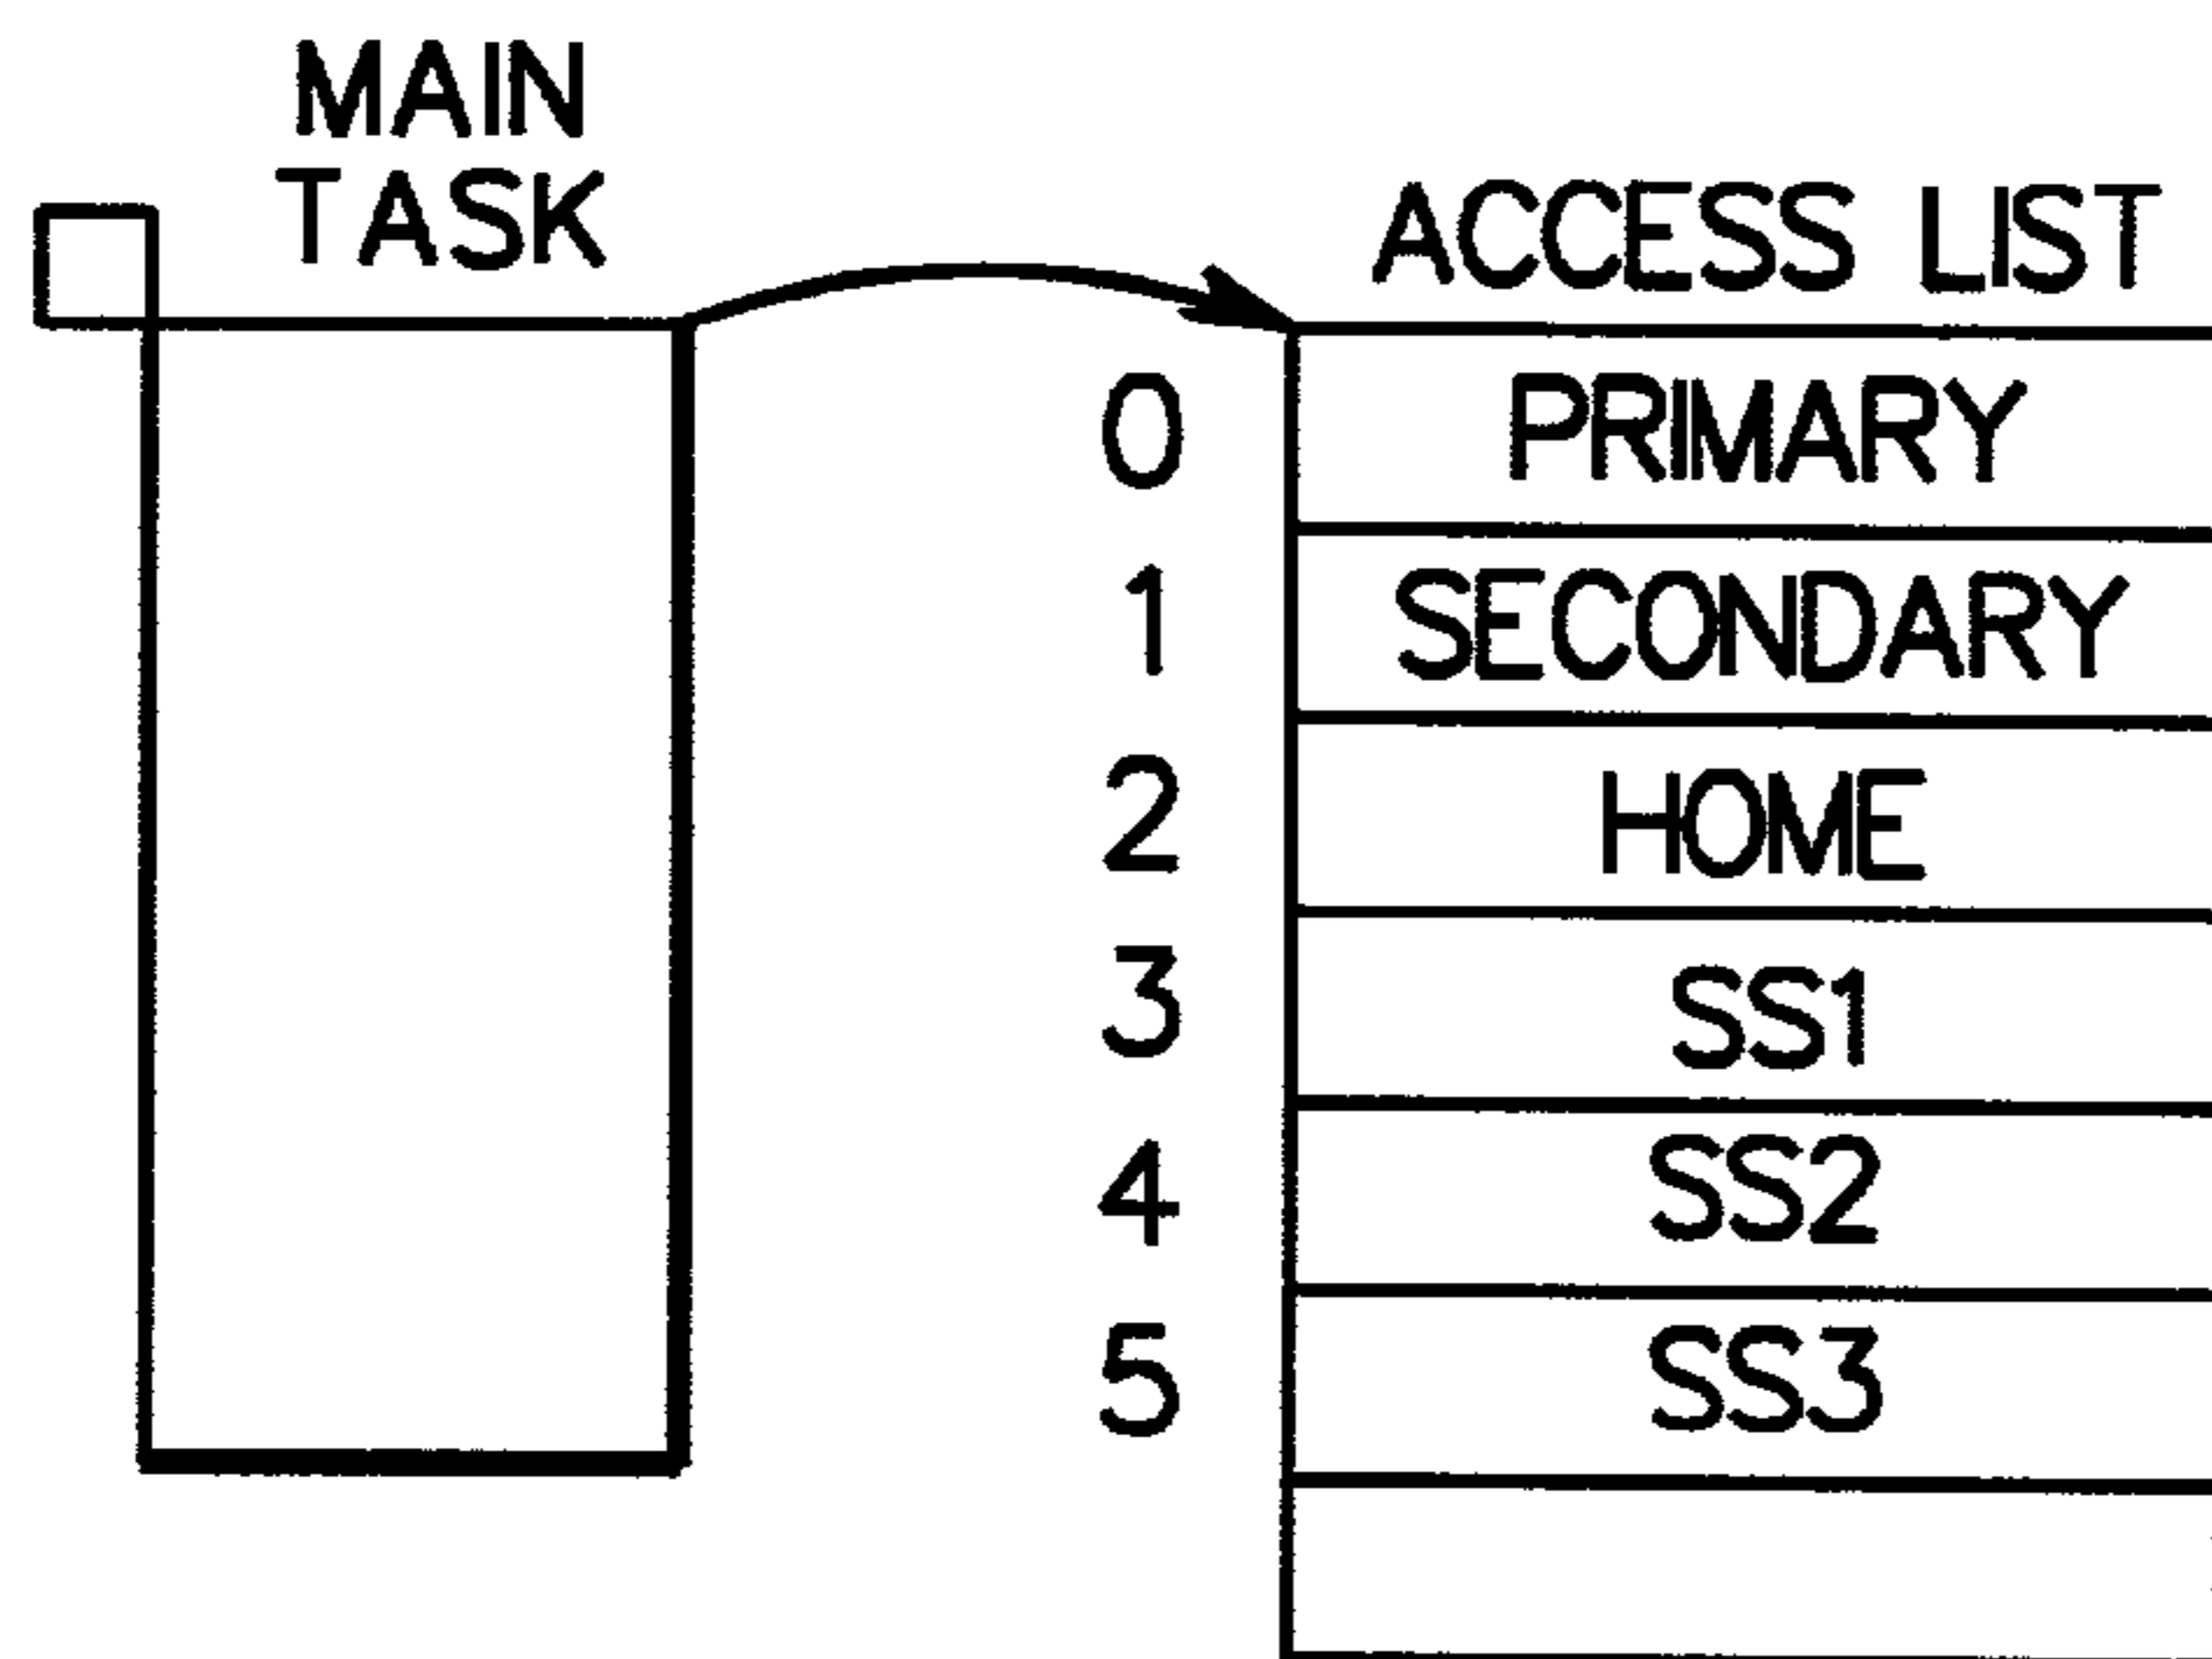 MAIN
TASK
ACCESS LIST
0 PRIMARY
1 SECONDARY
2 HOME
3 SS1
4 SS2
5 SS3